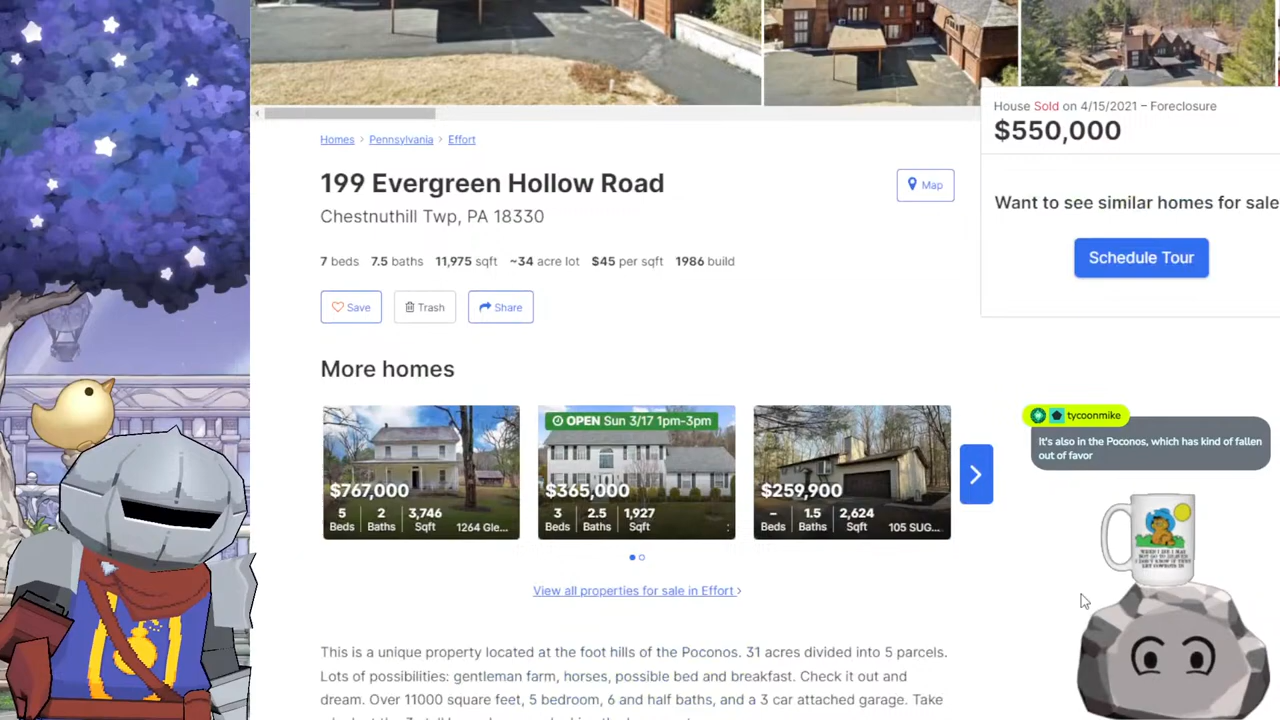 House Sold on 4/15/2021 – Foreclosure
$550,000
Homes > Pennsylvania > Effort
199 Evergreen Hollow Road
Map
Chestnuthill Twp, PA 18330
Want to see similar homes for sale
Schedule Tour
7 beds 7.5 baths 11,975 sqft ~34 acre lot $45 per sqft 1986 build
Save Trash Share
More homes
$767,000
5 Beds 2 Baths 3,746 Sqft 1264 Gle...
OPEN Sun 3/17 1pm-3pm
$365,000
3 Beds 2.5 Baths 1,927 Sqft :
$259,900
– Beds 1.5 Baths 2,624 Sqft 105 SUG...
tycoonmike
It's also in the Poconos, which has kind of fallen
out of favor
View all properties for sale in Effort >
This is a unique property located at the foot hills of the Poconos. 31 acres divided into 5 parcels.
Lots of possibilities: gentleman farm, horses, possible bed and breakfast. Check it out and
dream. Over 11000 square feet, 5 bedroom, 6 and half baths, and a 3 car attached garage. Take